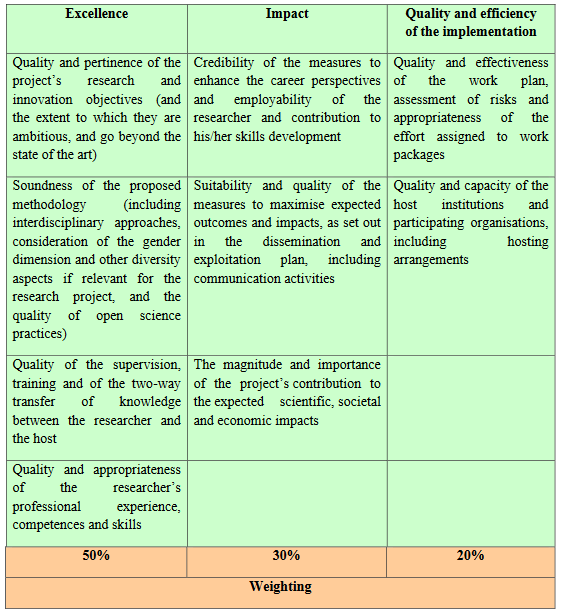 Excellence
Impact
Quality and efficiency
of the implementation
Quality and pertinence of the
project's research and
innovation objectives (and
the extent to which they are
ambitious, and go beyond the
state of the art)
Credibility of the measures to
enhance the career perspectives
and employability of the
researcher and contribution to
his/her skills development
Quality and effectiveness
of the work plan,
assessment of risks and
appropriateness of the
effort assigned to work
packages
Soundness of the proposed
methodology (including
interdisciplinary approaches,
consideration of the gender
dimension and other diversity
aspects if relevant for the
research project, and the
quality of open science
practices)
Suitability and quality of the
measures to maximise expected
outcomes and impacts, as set out
in the dissemination and
exploitation plan, including
communication activities
Quality and capacity of the
host institutions and
participating organisations,
including hosting
arrangements
Quality of the supervision,
training and of the two-way
transfer of knowledge
between the researcher and
the host
The magnitude and importance
of the project's contribution to
the expected scientific, societal
and economic impacts
Quality and appropriateness
of the researcher's
professional experience,
competences and skills
50%
30%
20%
Weighting